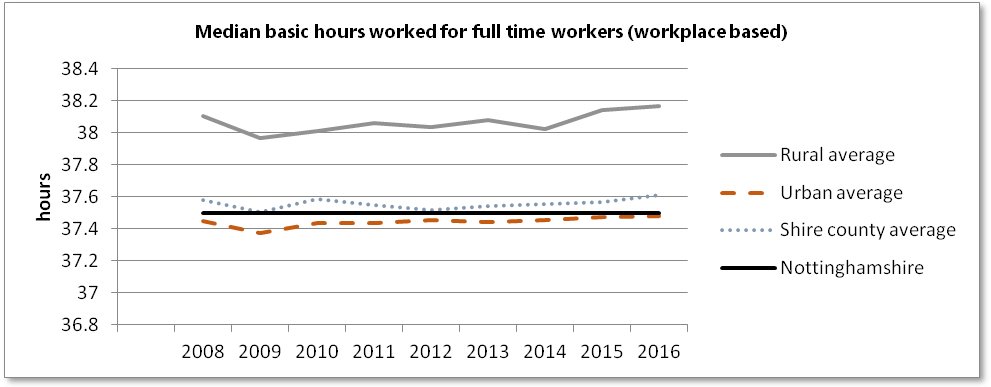 Median basic hours worked for full time workers (workplace based)
hours
38.4
38.2
38
37.8
37.6
37.4
37.2
37
36.8
2008 2009 2010 2011 2012 2013 2014 2015 2016
Rural average
Urban average
Shire county average
Nottinghamshire